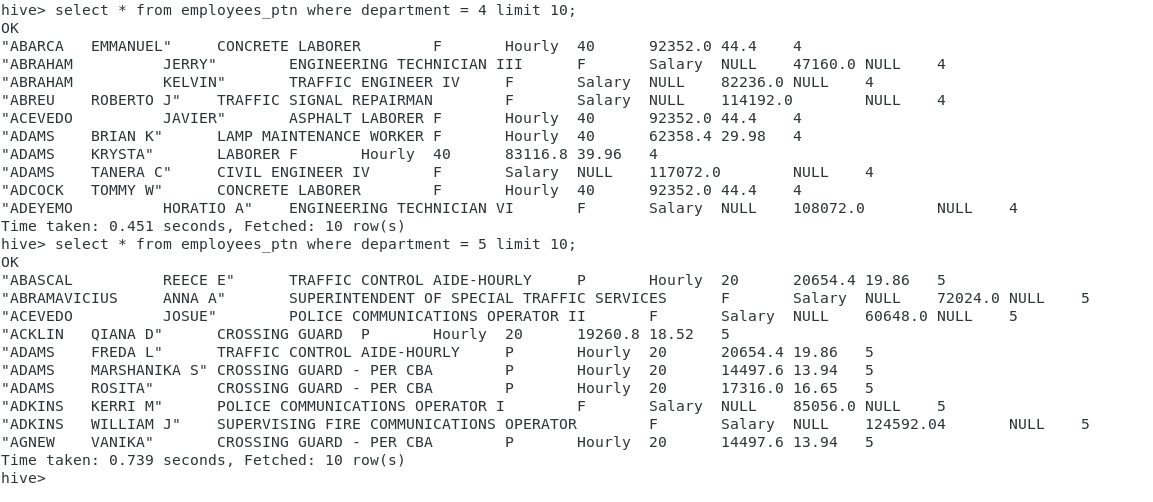 hive> select * from employees_ptn where department = 4 limit 10;
OK
"ABARCA   EMMANUEL"      CONCRETE LABORER        F       Hourly  40      92352.0 44.4    4
"ABRAHAM          JERRY"        ENGINEERING TECHNICIAN III      F       Salary  NULL    47160.0 NULL    4
"ABRAHAM          KELVIN"       TRAFFIC ENGINEER IV     F       Salary  NULL    82236.0 NULL    4
"ABREU    ROBERTO J"    TRAFFIC SIGNAL REPAIRMAN        F       Salary  NULL    114192.0        NULL    4
"ACEVEDO          JAVIER"       ASPHALT LABORER F       Hourly  40      92352.0 44.4    4
"ADAMS    BRIAN K"      LAMP MAINTENANCE WORKER F       Hourly  40      62358.4 29.98   4
"ADAMS    KRYSTA"       LABORER F       Hourly  40      83116.8 39.96   4
"ADAMS    TANERA C"     CIVIL ENGINEER IV       F       Salary  NULL    117072.0        NULL    4
"ADCOCK   TOMMY W"      CONCRETE LABORER        F       Hourly  40      92352.0 44.4    4
"ADEYEMO          HORATIO A"    ENGINEERING TECHNICIAN VI       F       Salary  NULL    108072.0        NULL    4
Time taken: 0.451 seconds, Fetched: 10 row(s)
hive> select * from employees_ptn where department = 5 limit 10;
OK
"ABASCAL          REECE E"      TRAFFIC CONTROL AIDE-HOURLY     P       Hourly  20      20654.4 19.86   5
"ABRAMAVICIUS     ANNA A"       SUPERINTENDENT OF SPECIAL TRAFFIC SERVICES      F       Salary  NULL    72024.0 NULL    5
"ACEVEDO          JOSUE"        POLICE COMMUNICATIONS OPERATOR II       F       Salary  NULL    60648.0 NULL    5
"ACKLIN   QIANA D"      CROSSING GUARD  P       Hourly  20      19260.8 18.52   5
"ADAMS    FREDA L"      TRAFFIC CONTROL AIDE-HOURLY     P       Hourly  20      20654.4 19.86   5
"ADAMS    MARSHANIKA S" CROSSING GUARD - PER CBA        P       Hourly  20      14497.6 13.94   5
"ADAMS    ROSITA"       CROSSING GUARD - PER CBA        P       Hourly  20      17316.0 16.65   5
"ADKINS   KERRI M"      POLICE COMMUNICATIONS OPERATOR I        F       Salary  NULL    85056.0 NULL    5
"ADKINS   WILLIAM J"    SUPERVISING FIRE COMMUNICATIONS OPERATOR        F       Salary  NULL    124592.04       NULL    5
"AGNEW    VANIKA"       CROSSING GUARD - PER CBA        P       Hourly  20      14497.6 13.94   5
Time taken: 0.739 seconds, Fetched: 10 row(s)
hive>